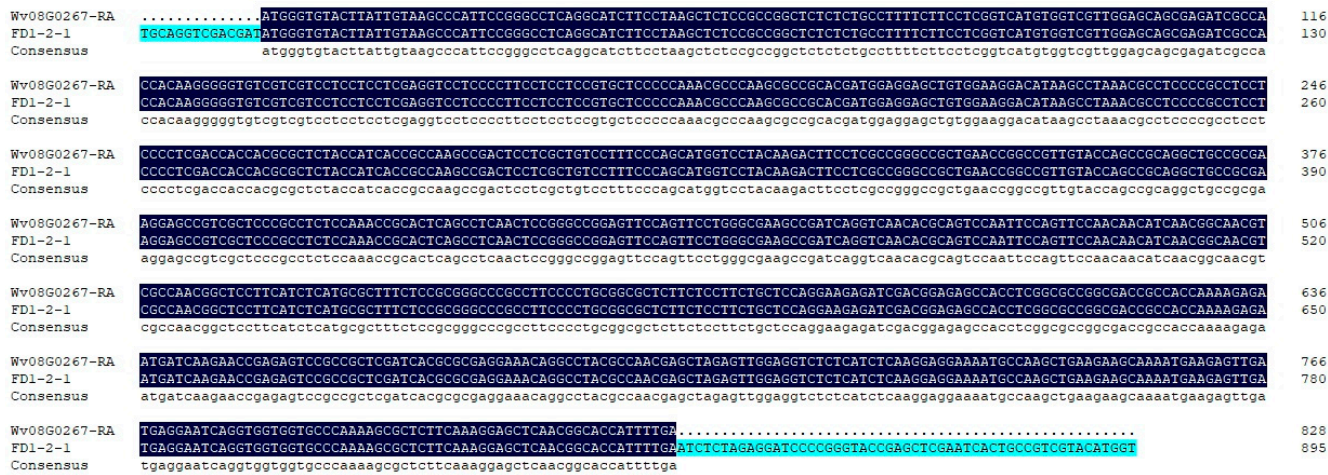 Wv08G0267-RA ..............ATGGGTGTACTTATTGTAAGCCCATTCCGGGCCTCAGGCATCTTCCTAAGCTCTCCGCCGGCTCTCTCTGCCTTTTCTTCCTCGGTCATGTGGTCGTTGGAGCAGCGAGATCGCCA 116
FD1-2-1 TGCAGGTCGACGATATGGGTGTACTTATTGTAAGCCCATTCCGGGCCTCAGGCATCTTCCTAAGCTCTCCGCCGGCTCTCTCTGCCTTTTCTTCCTCGGTCATGTGGTCGTTGGAGCAGCGAGATCGCCA 130
Consensus atgggtgtacttattgtaagcccattccgggcctcaggcatcttcctaagctctccgccggctctctctgccttttcttcctcggtcatgtggtcgttggagcagcgagatcgcca
Wv08G0267-RA CCACAAGGGGGTGTCGTCGTCCTCCTCCTCGAGGTCCTCCCCTTCCTCCTCCGTGCTCCCCCAAACGCCCAAGCGCCGCACGATGGAGGAGCTGTGGAAGGACATAAGCCTAAACGCCTCCCCGCCTCCT 246
FD1-2-1 CCACAAGGGGGTGTCGTCGTCCTCCTCCTCGAGGTCCTCCCCTTCCTCCTCCGTGCTCCCCCAAACGCCCAAGCGCCGCACGATGGAGGAGCTGTGGAAGGACATAAGCCTAAACGCCTCCCCGCCTCCT 260
Consensus ccacaagggggtgtcgtcgtcctcctcctcgaggtcctccccttcctcctccgtgctcccccaaacgcccaagcgccgcacgatggaggagctgtggaaggacataagcctaaacgcctccccgcctcct
Wv08G0267-RA CCCCTCGACCACCACGCGCTCTACCATCACCGCCAAGCCGACTCCTCGCTGTCCTTTCCCAGCATGGTCCTACAAGACTTCCTCGCCGGGCCGCTGAACCGGCCGTTGTACCAGCCGCAGGCTGCCGCGA 376
FD1-2-1 CCCCTCGACCACCACGCGCTCTACCATCACCGCCAAGCCGACTCCTCGCTGTCCTTTCCCAGCATGGTCCTACAAGACTTCCTCGCCGGGCCGCTGAACCGGCCGTTGTACCAGCCGCAGGCTGCCGCGA 390
Consensus cccctcgaccaccacgcgctctaccatcaccgccaagccgactcctcgctgtcctttcccagcatggtcctacaagacttcctcgccgggccgctgaaccggccgttgtaccagccgcaggctgccgcga
Wv08G0267-RA AGGAGCCGTCGCTCCCGCCTCTCCAAACCGCACTCAGCCTCAACTCCGGGCCGGAGTTCCAGTTCCTGGGCGAAGCCGATCAGGTCAACACGCAGTCCAATTCCAGTTCCAACAACATCAACGGCAACGT 506
FD1-2-1 AGGAGCCGTCGCTCCCGCCTCTCCAAACCGCACTCAGCCTCAACTCCGGGCCGGAGTTCCAGTTCCTGGGCGAAGCCGATCAGGTCAACACGCAGTCCAATTCCAGTTCCAACAACATCAACGGCAACGT 520
Consensus aggagccgtcgctcccgcctctccaaaccgcactcagcctcaactccgggccggagttccagttcctgggcgaagccgatcaggtcaacacgcagtccaattccagttccaacaacatcaacggcaacgt
Wv08G0267-RA CGCCAACGGCTCCTTCATCTCATGCGCTTTCTCCGCGGGCCCGCCTTCCCCTGCGGCGCTCTTCTCCTTCTGCTCCAGGAAGAGATCGACGGAGAGCCACCTCGGCGCCGGCGACCGCCACCAAAAGAGA 636
FD1-2-1 CGCCAACGGCTCCTTCATCTCATGCGCTTTCTCCGCGGGCCCGCCTTCCCCTGCGGCGCTCTTCTCCTTCTGCTCCAGGAAGAGATCGACGGAGAGCCACCTCGGCGCCGGCGACCGCCACCAAAAGAGA 650
Consensus cgccaacggctccttcatctcatgcgctttctccgcgggcccgccttcccctgcggcgctcttctccttctgctccaggaagagatcgacggagagccacctcggcgccggcgaccgccaccaaaagaga
Wv08G0267-RA ATGATCAAGAACCGAGAGTCCGCCGCTCGATCACGCGCGAGGAAACAGGCCTACGCCAACGAGCTAGAGTTGGAGGTCTCTCATCTCAAGGAGGAAAATGCCAAGCTGAAGAAGCAAAATGAAGAGTTGA 766
FD1-2-1 ATGATCAAGAACCGAGAGTCCGCCGCTCGATCACGCGCGAGGAAACAGGCCTACGCCAACGAGCTAGAGTTGGAGGTCTCTCATCTCAAGGAGGAAAATGCCAAGCTGAAGAAGCAAAATGAAGAGTTGA 780
Consensus atgatcaagaaccgagagtccgccgctcgatcacgcgcgaggaaacaggcctacgccaacgagctagagttggaggtctctcatctcaaggaggaaaatgccaagctgaagaagcaaaatgaagagttga
Wv08G0267-RA TGAGGAATCAGGTGGTGGTGCCCAAAAGCGCTCTTCAAAGGAGCTCAACGGCACCATTTTGA..................................................... 828
FD1-2-1 TGAGGAATCAGGTGGTGGTGCCCAAAAGCGCTCTTCAAAGGAGCTCAACGGCACCATTTTGAATCTCTAGAGGATCCCCGGGTACCGAGCTCGAATCACTGCCGTCGTACATGGT 895
Consensus tgaggaatcaggtggtggtgcccaaaagcgctcttcaaaggagctcaacggcaccattttga